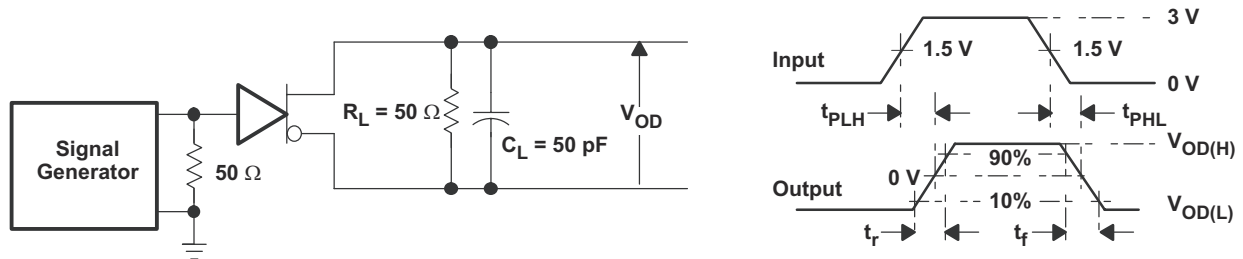 Signal
Generator
50 Ω
R_L = 50 Ω
C_L = 50 pF
V_OD
Input
1.5 V
1.5 V
3 V
0 V
t_PLH
t_PHL
Output
0 V
90%
10%
V_OD(H)
V_OD(L)
t_r
t_f